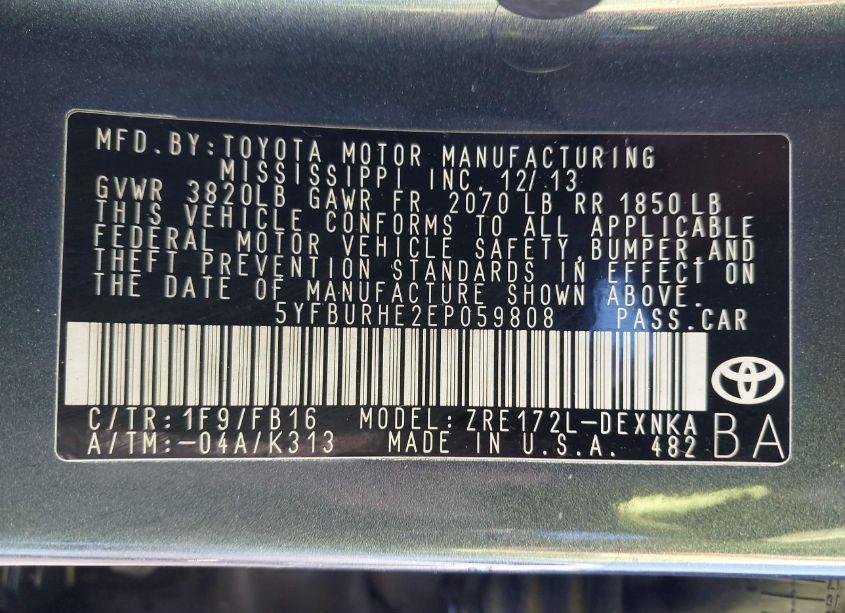 MFD.BY:TOYOTA MOTOR MANUFACTURING
MISSISSIPPI INC. 12/13
GVWR 3820LB GAWR FR 2070 LB RR 1850 LB
THIS VEHICLE CONFORMS TO ALL APPLICABLE
FEDERAL MOTOR VEHICLE SAFETY,BUMPER,AND
THEFT PREVENTION STANDARDS IN EFFECT ON
THE DATE OF MANUFACTURE SHOWN ABOVE.
5YFBURHE2EP059808 PASS.CAR
C/TR:1F9/FB16 MODEL:ZRE172L-DEXNKA
A/TM:-04A/K313 MADE IN U.S.A. 482 BA